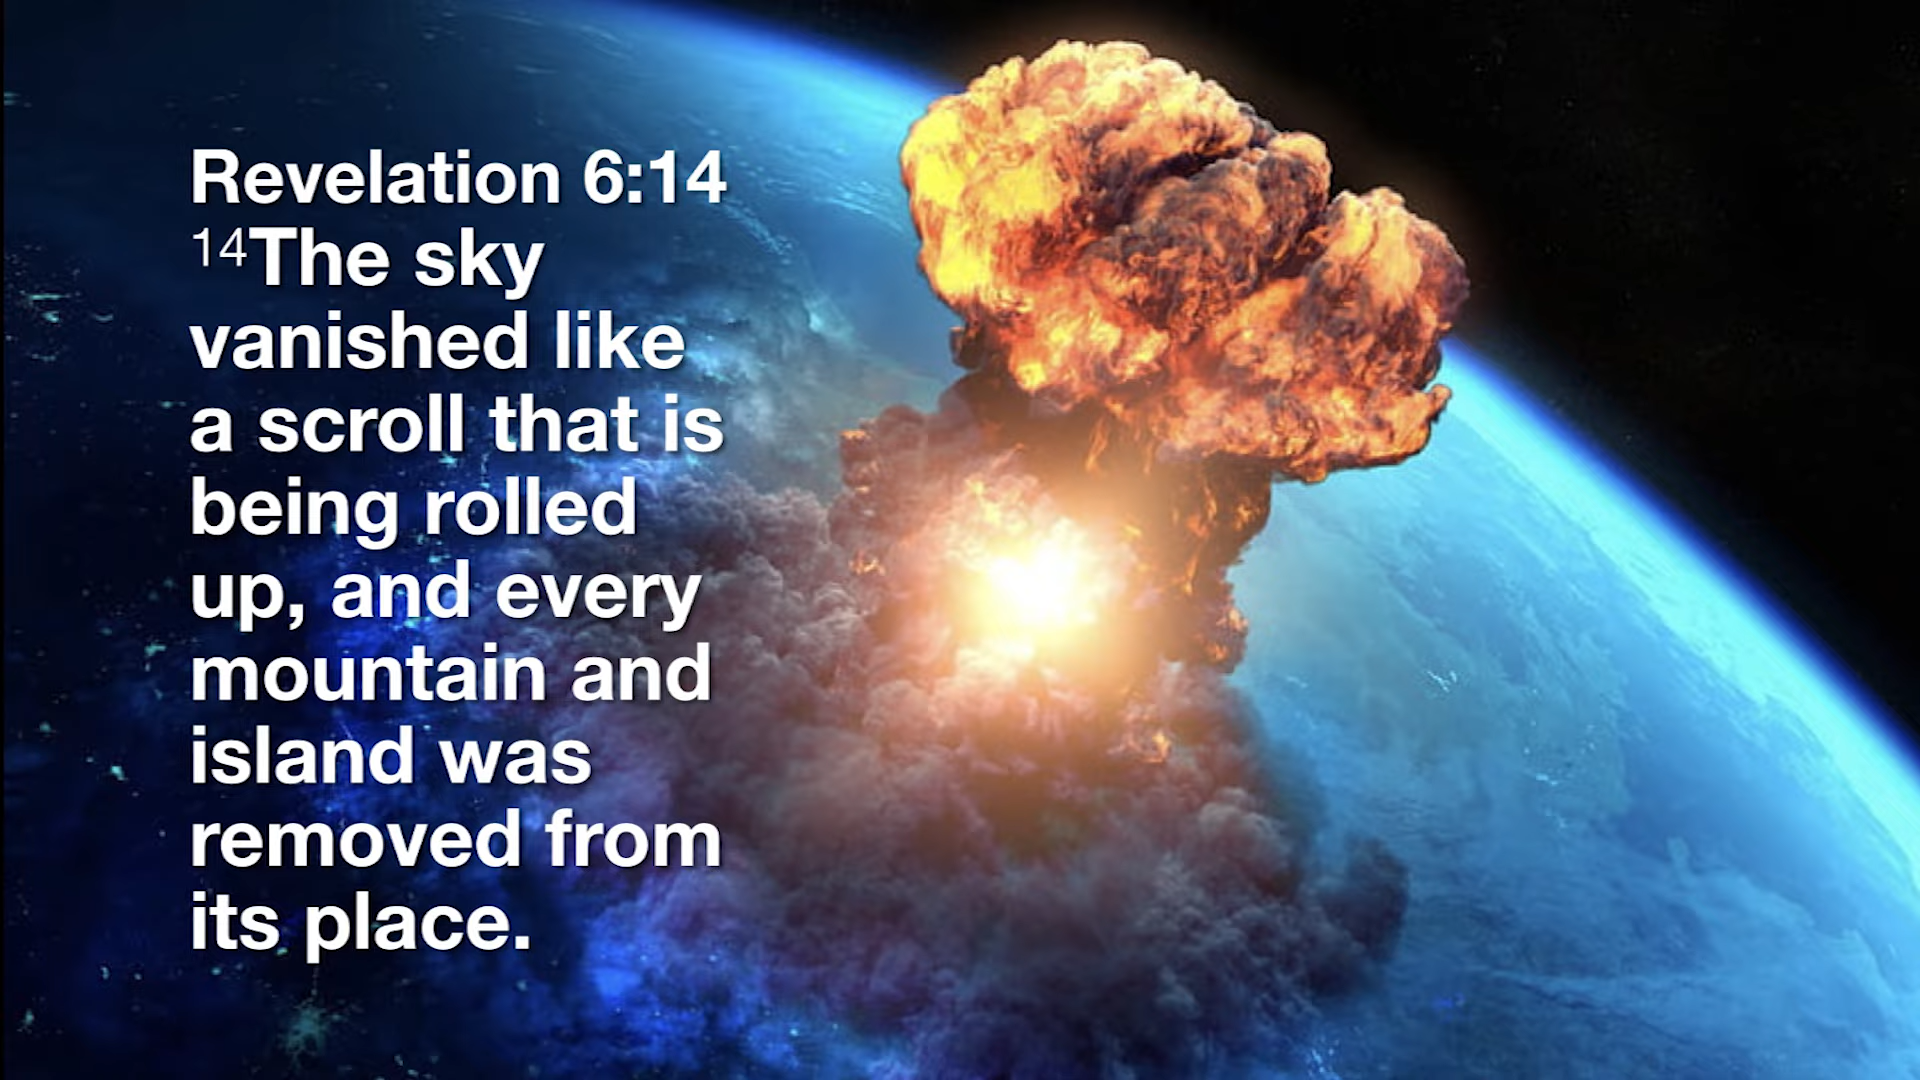 Revelation 6:14
14The sky
vanished like
a scroll that is
being rolled
up, and every
mountain and
island was
removed from
its place.